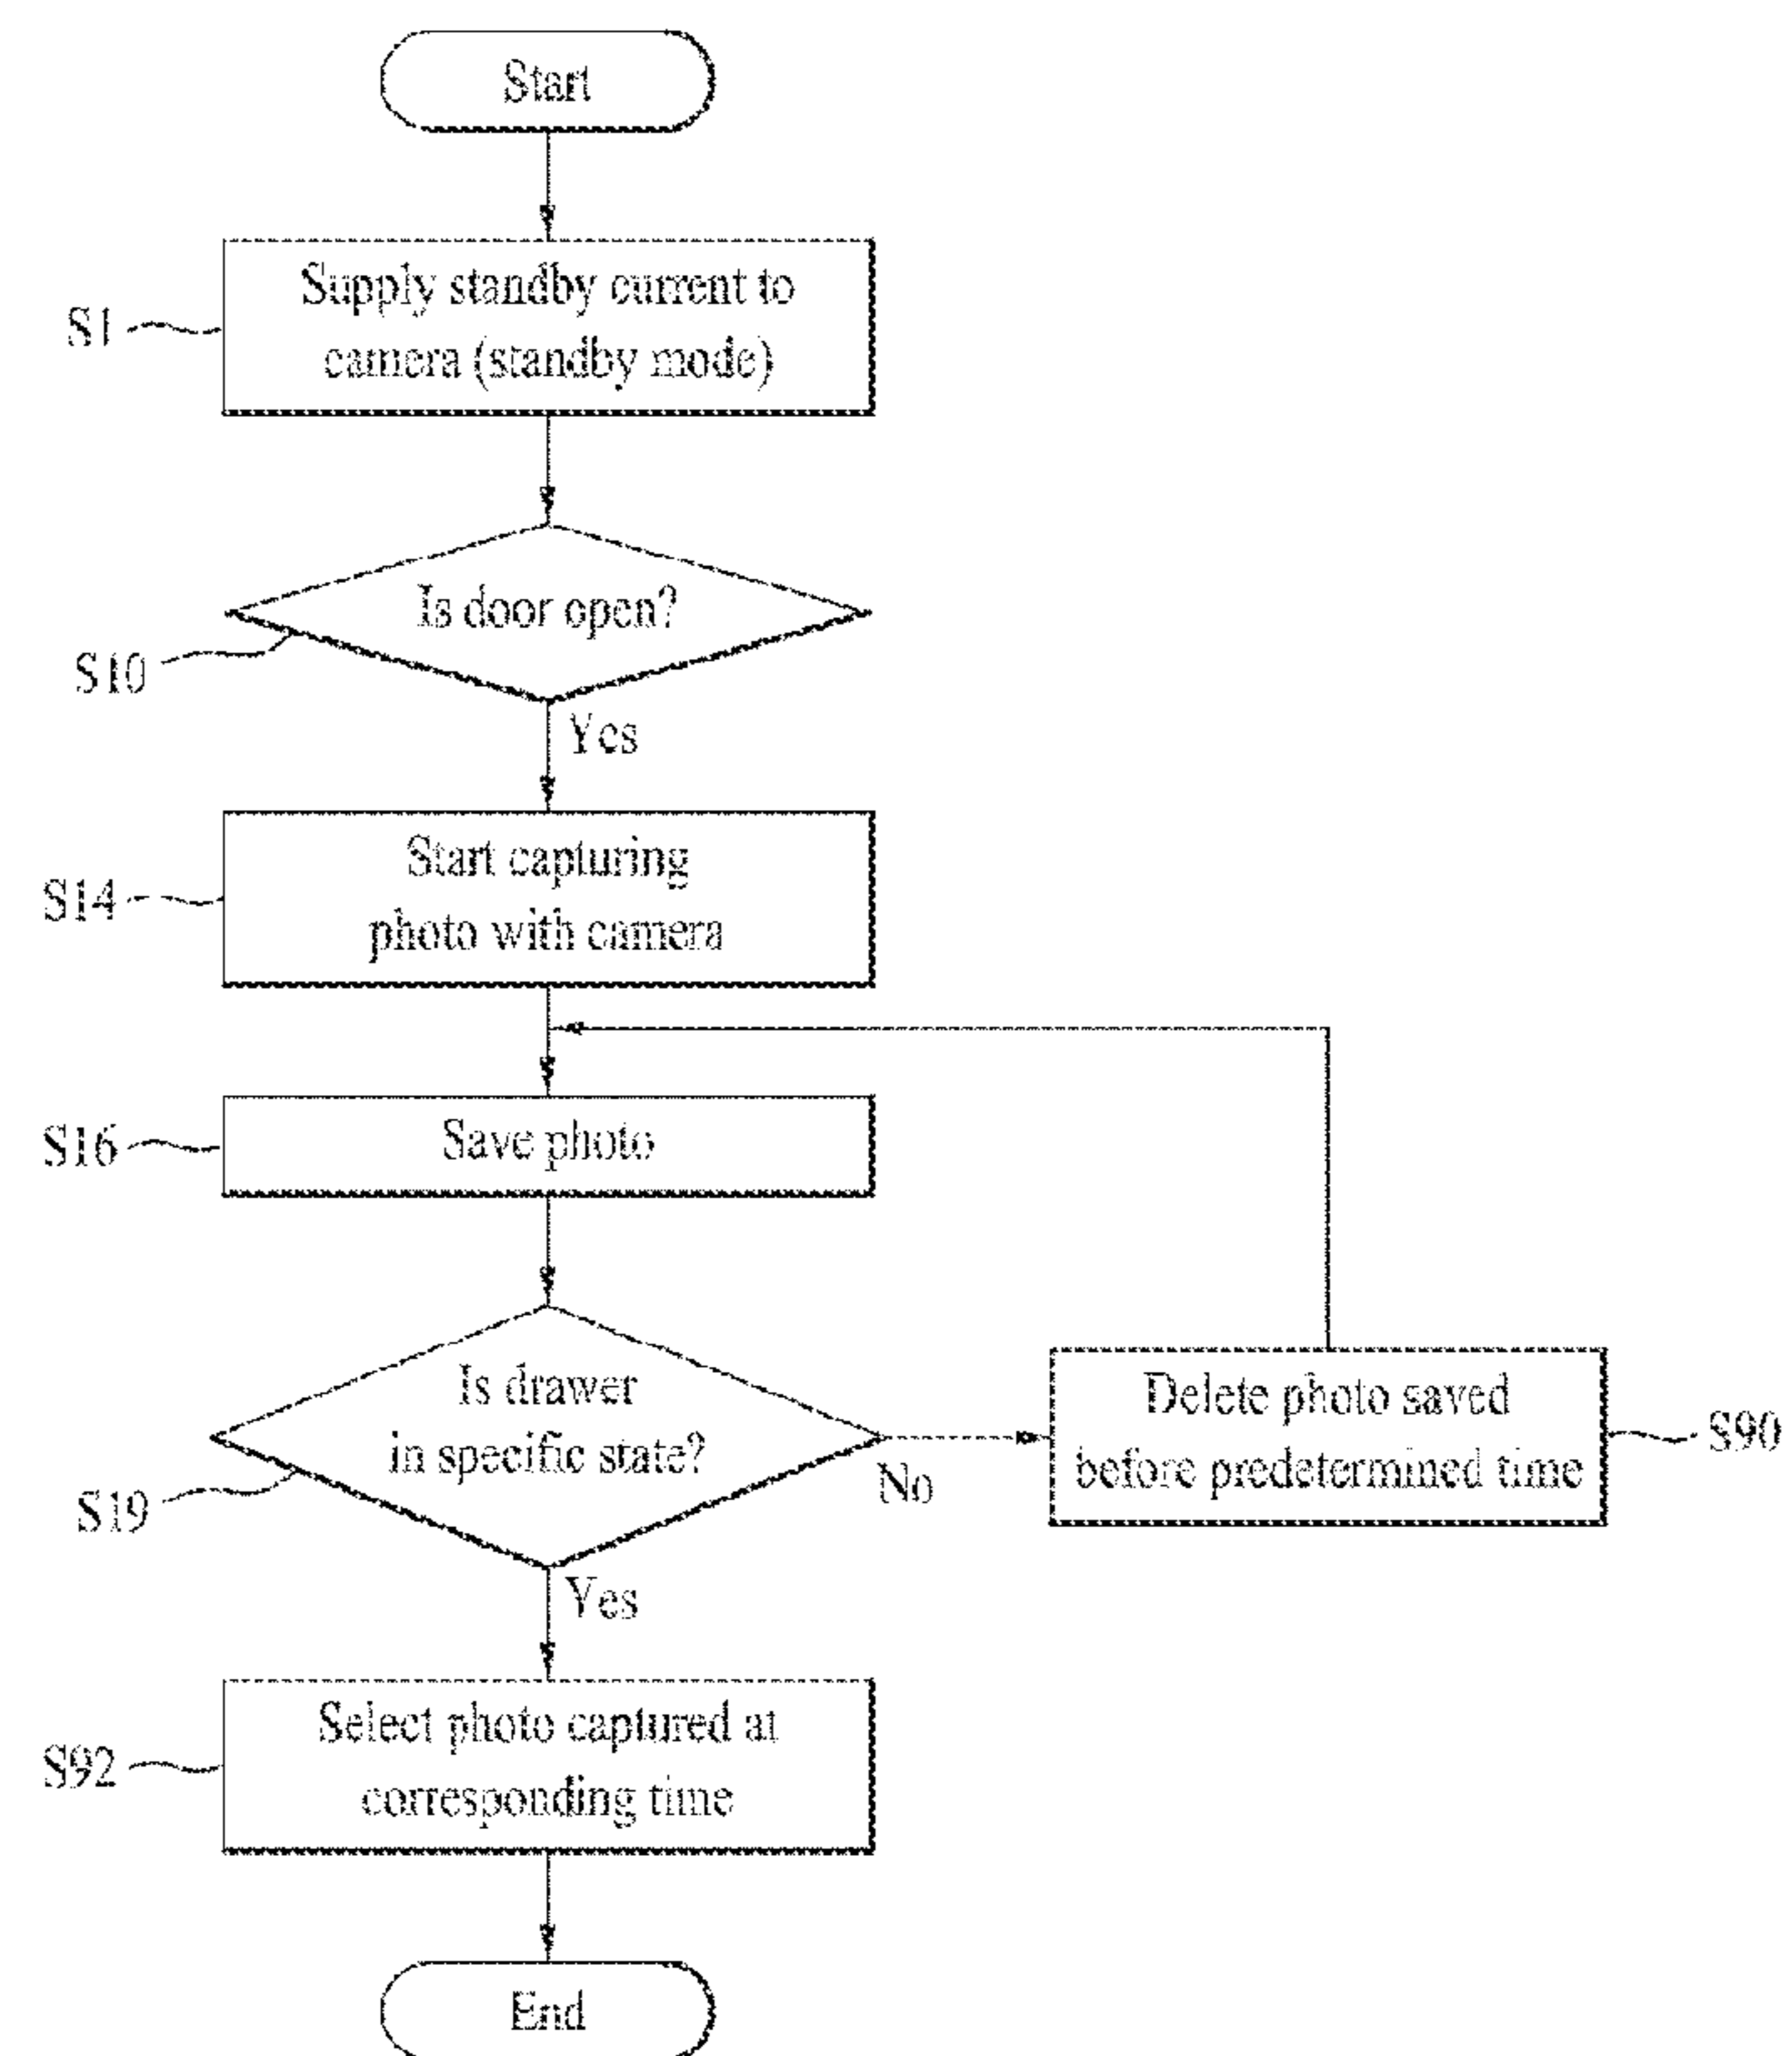 Start
Supply standby current to
camera (standby mode)
S1
Is door open?
S10
Yes
Start capturing
photo with camera
S14
Save photo
S16
Is drawer
in specific state?
S19
No
Delete photo saved
before predetermined time
S90
Yes
Select photo captured at
corresponding time
S92
End